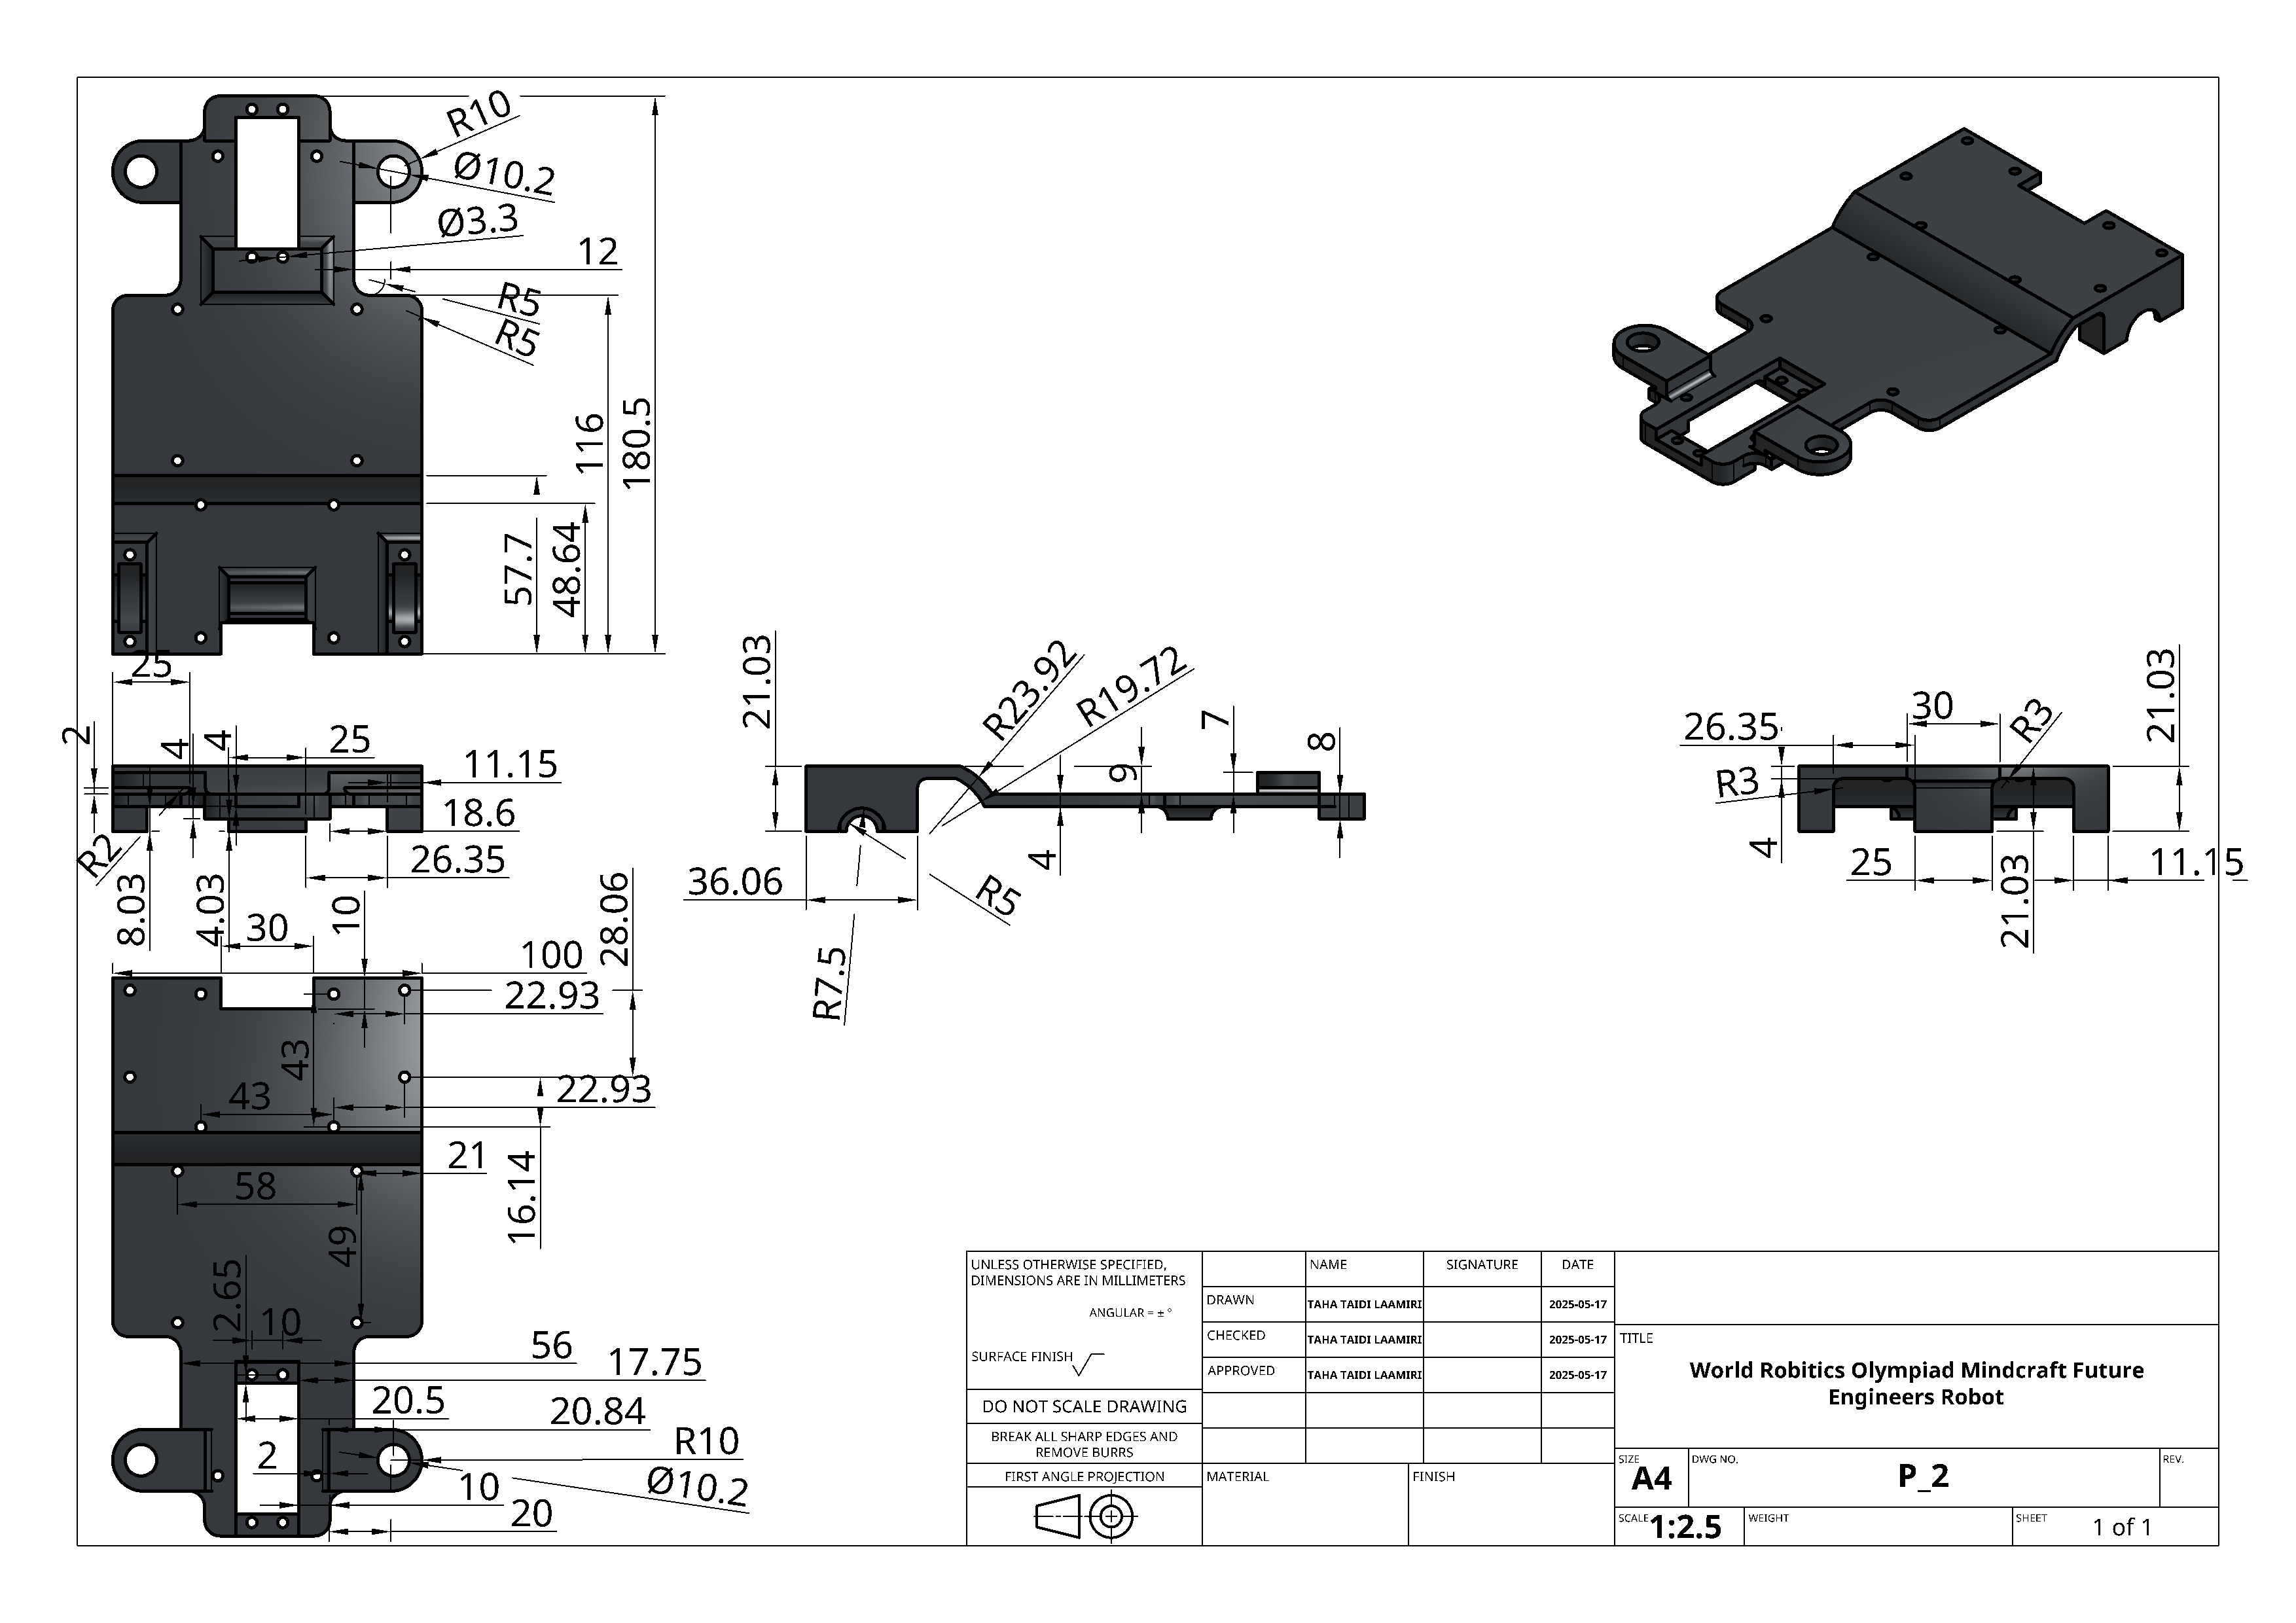 R10
Ø10.2
Ø3.3
12
R5
R5
116
180.5
57.7
48.64
25
2
4
4
25
11.15
18.6
26.35
R2
8.03
4.03
30
10
28.06
100
22.93
43
43
22.93
21
16.14
58
49
2.65
10
56
17.75
20.5
20.84
R10
2
10
Ø10.2
20
21.03
R23.92
R19.72
7
8
9
4
36.06
R5
R7.5
26.35
30
R3
21.03
R3
4
25
21.03
11.15
UNLESS OTHERWISE SPECIFIED,
DIMENSIONS ARE IN MILLIMETERS
ANGULAR = ± °
SURFACE FINISH
DO NOT SCALE DRAWING
BREAK ALL SHARP EDGES AND
REMOVE BURRS
FIRST ANGLE PROJECTION
NAME SIGNATURE DATE
DRAWN TAHA TAIDI LAAMIRI 2025-05-17
CHECKED TAHA TAIDI LAAMIRI 2025-05-17
APPROVED TAHA TAIDI LAAMIRI 2025-05-17
MATERIAL FINISH
TITLE
World Robitics Olympiad Mindcraft Future
Engineers Robot
SIZE DWG NO. REV.
A4 P_2
SCALE 1:2.5 WEIGHT SHEET 1 of 1